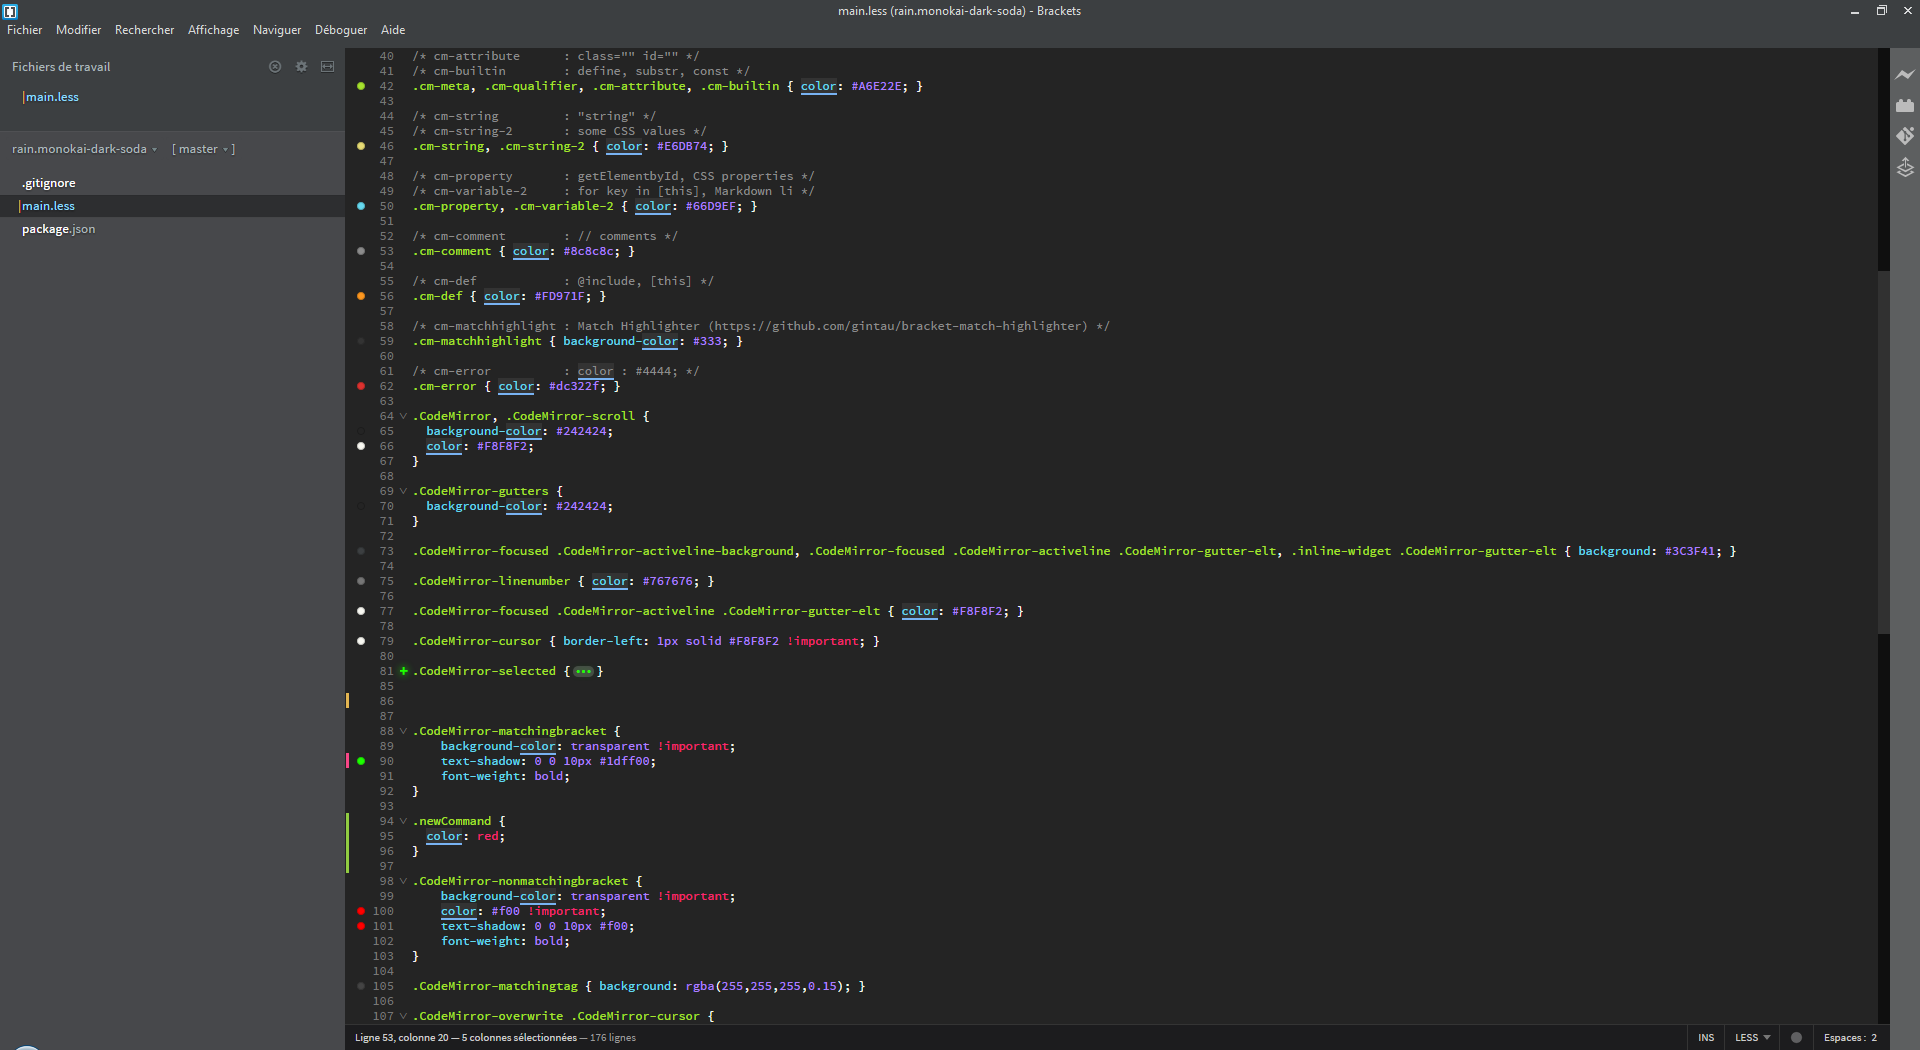 main.less (rain.monokai-dark-soda) - Brackets
Fichier Modifier Rechercher Affichage Naviguer Déboguer Aide
Fichiers de travail
main.less
rain.monokai-dark-soda [ master ]
.gitignore
main.less
package.json
40 /* cm-attribute      : class="" id="" */
41 /* cm-builtin        : define, substr, const */
42 .cm-meta, .cm-qualifier, .cm-attribute, .cm-builtin { color: #A6E22E; }
43
44 /* cm-string         : "string" */
45 /* cm-string-2       : some CSS values */
46 .cm-string, .cm-string-2 { color: #E6DB74; }
47
48 /* cm-property       : getElementbyId, CSS properties */
49 /* cm-variable-2     : for key in [this], Markdown li */
50 .cm-property, .cm-variable-2 { color: #66D9EF; }
51
52 /* cm-comment        : // comments */
53 .cm-comment { color: #8c8c8c; }
54
55 /* cm-def            : @include, [this] */
56 .cm-def { color: #FD971F; }
57
58 /* cm-matchhighlight : Match Highlighter (https://github.com/gintau/bracket-match-highlighter) */
59 .cm-matchhighlight { background-color: #333; }
60
61 /* cm-error          : color : #4444; */
62 .cm-error { color: #dc322f; }
63
64 .CodeMirror, .CodeMirror-scroll {
65   background-color: #242424;
66   color: #F8F8F2;
67 }
68
69 .CodeMirror-gutters {
70   background-color: #242424;
71 }
72
73 .CodeMirror-focused .CodeMirror-activeline-background, .CodeMirror-focused .CodeMirror-activeline .CodeMirror-gutter-elt, .inline-widget .CodeMirror-gutter-elt { background: #3C3F41; }
74
75 .CodeMirror-linenumber { color: #767676; }
76
77 .CodeMirror-focused .CodeMirror-activeline .CodeMirror-gutter-elt { color: #F8F8F2; }
78
79 .CodeMirror-cursor { border-left: 1px solid #F8F8F2 !important; }
80
81 + .CodeMirror-selected {•••}
85
86
87
88 .CodeMirror-matchingbracket {
89     background-color: transparent !important;
90     text-shadow: 0 0 10px #1dff00;
91     font-weight: bold;
92 }
93
94 .newCommand {
95   color: red;
96 }
97
98 .CodeMirror-nonmatchingbracket {
99     background-color: transparent !important;
100     color: #f00 !important;
101     text-shadow: 0 0 10px #f00;
102     font-weight: bold;
103 }
104
105 .CodeMirror-matchingtag { background: rgba(255,255,255,0.15); }
106
107 .CodeMirror-overwrite .CodeMirror-cursor {
Ligne 53, colonne 20 — 5 colonnes sélectionnées — 176 lignes
INS LESS Espaces : 2